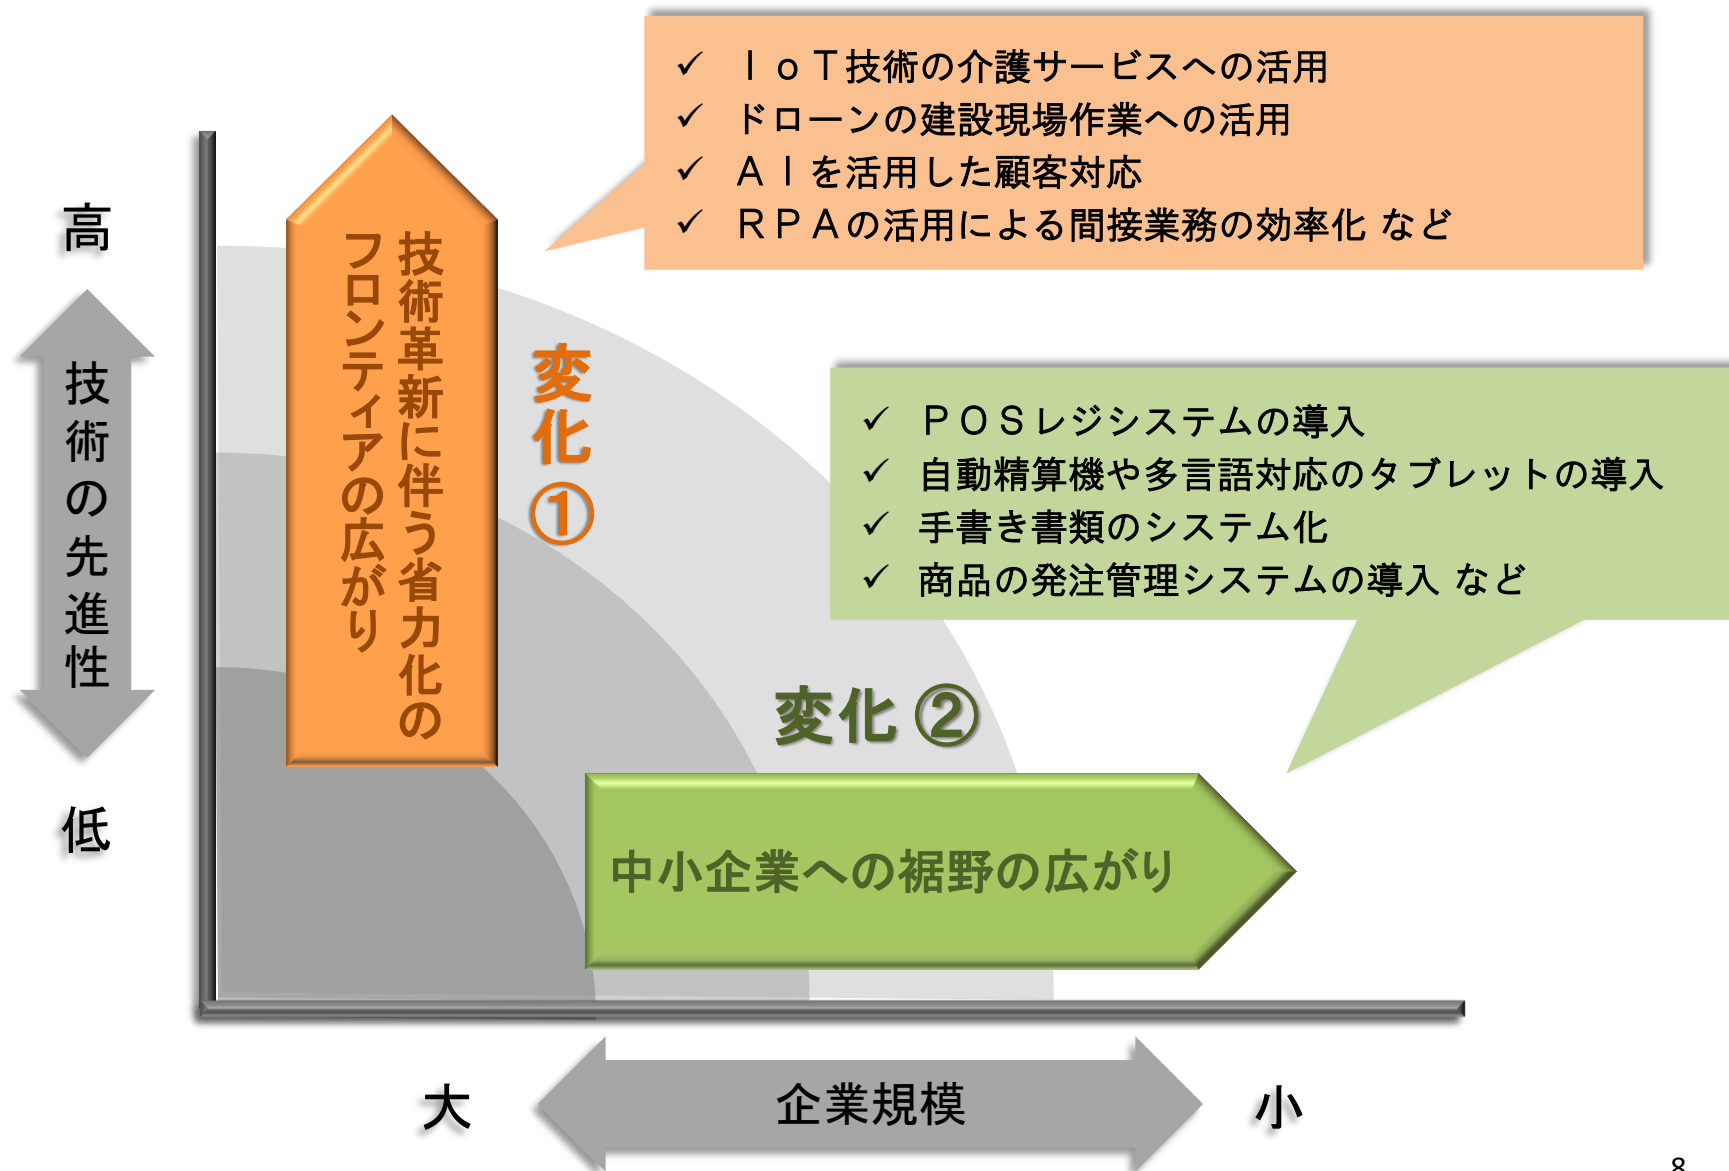 ✓ ＩｏＴ技術の介護サービスへの活用
✓ ドローンの建設現場作業への活用
✓ ＡＩを活用した顧客対応
✓ ＲＰＡの活用による間接業務の効率化 など
高
技術の先進性
低
技術革新に伴う省力化の
フロンティアの広がり
変化①
✓ ＰＯＳレジシステムの導入
✓ 自動精算機や多言語対応のタブレットの導入
✓ 手書き書類のシステム化
✓ 商品の発注管理システムの導入 など
変化②
中小企業への裾野の広がり
大
企業規模
小
8